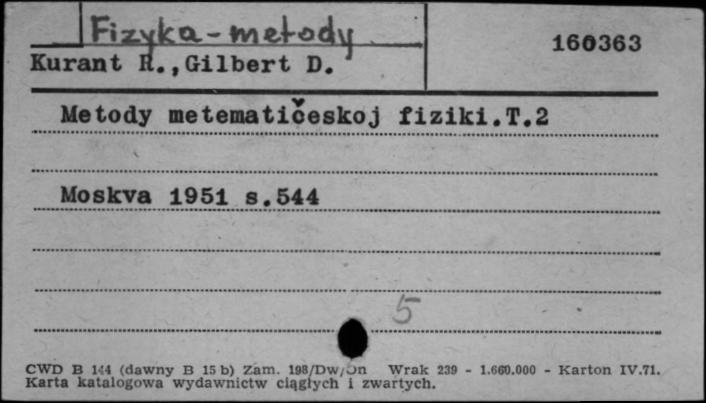 Fizyka-metody
160363
Kurant R.,Gilbert D.
Metody metematičeskoj fiziki.T.2
Moskva 1951 s.544
5
CWD B 144 (dawny B 15 b) Zam. 198/Dw/Jn Wrak 239 - 1.660.000 - Karton IV.71.
Karta katalogowa wydawnictw ciągłych i zwartych.